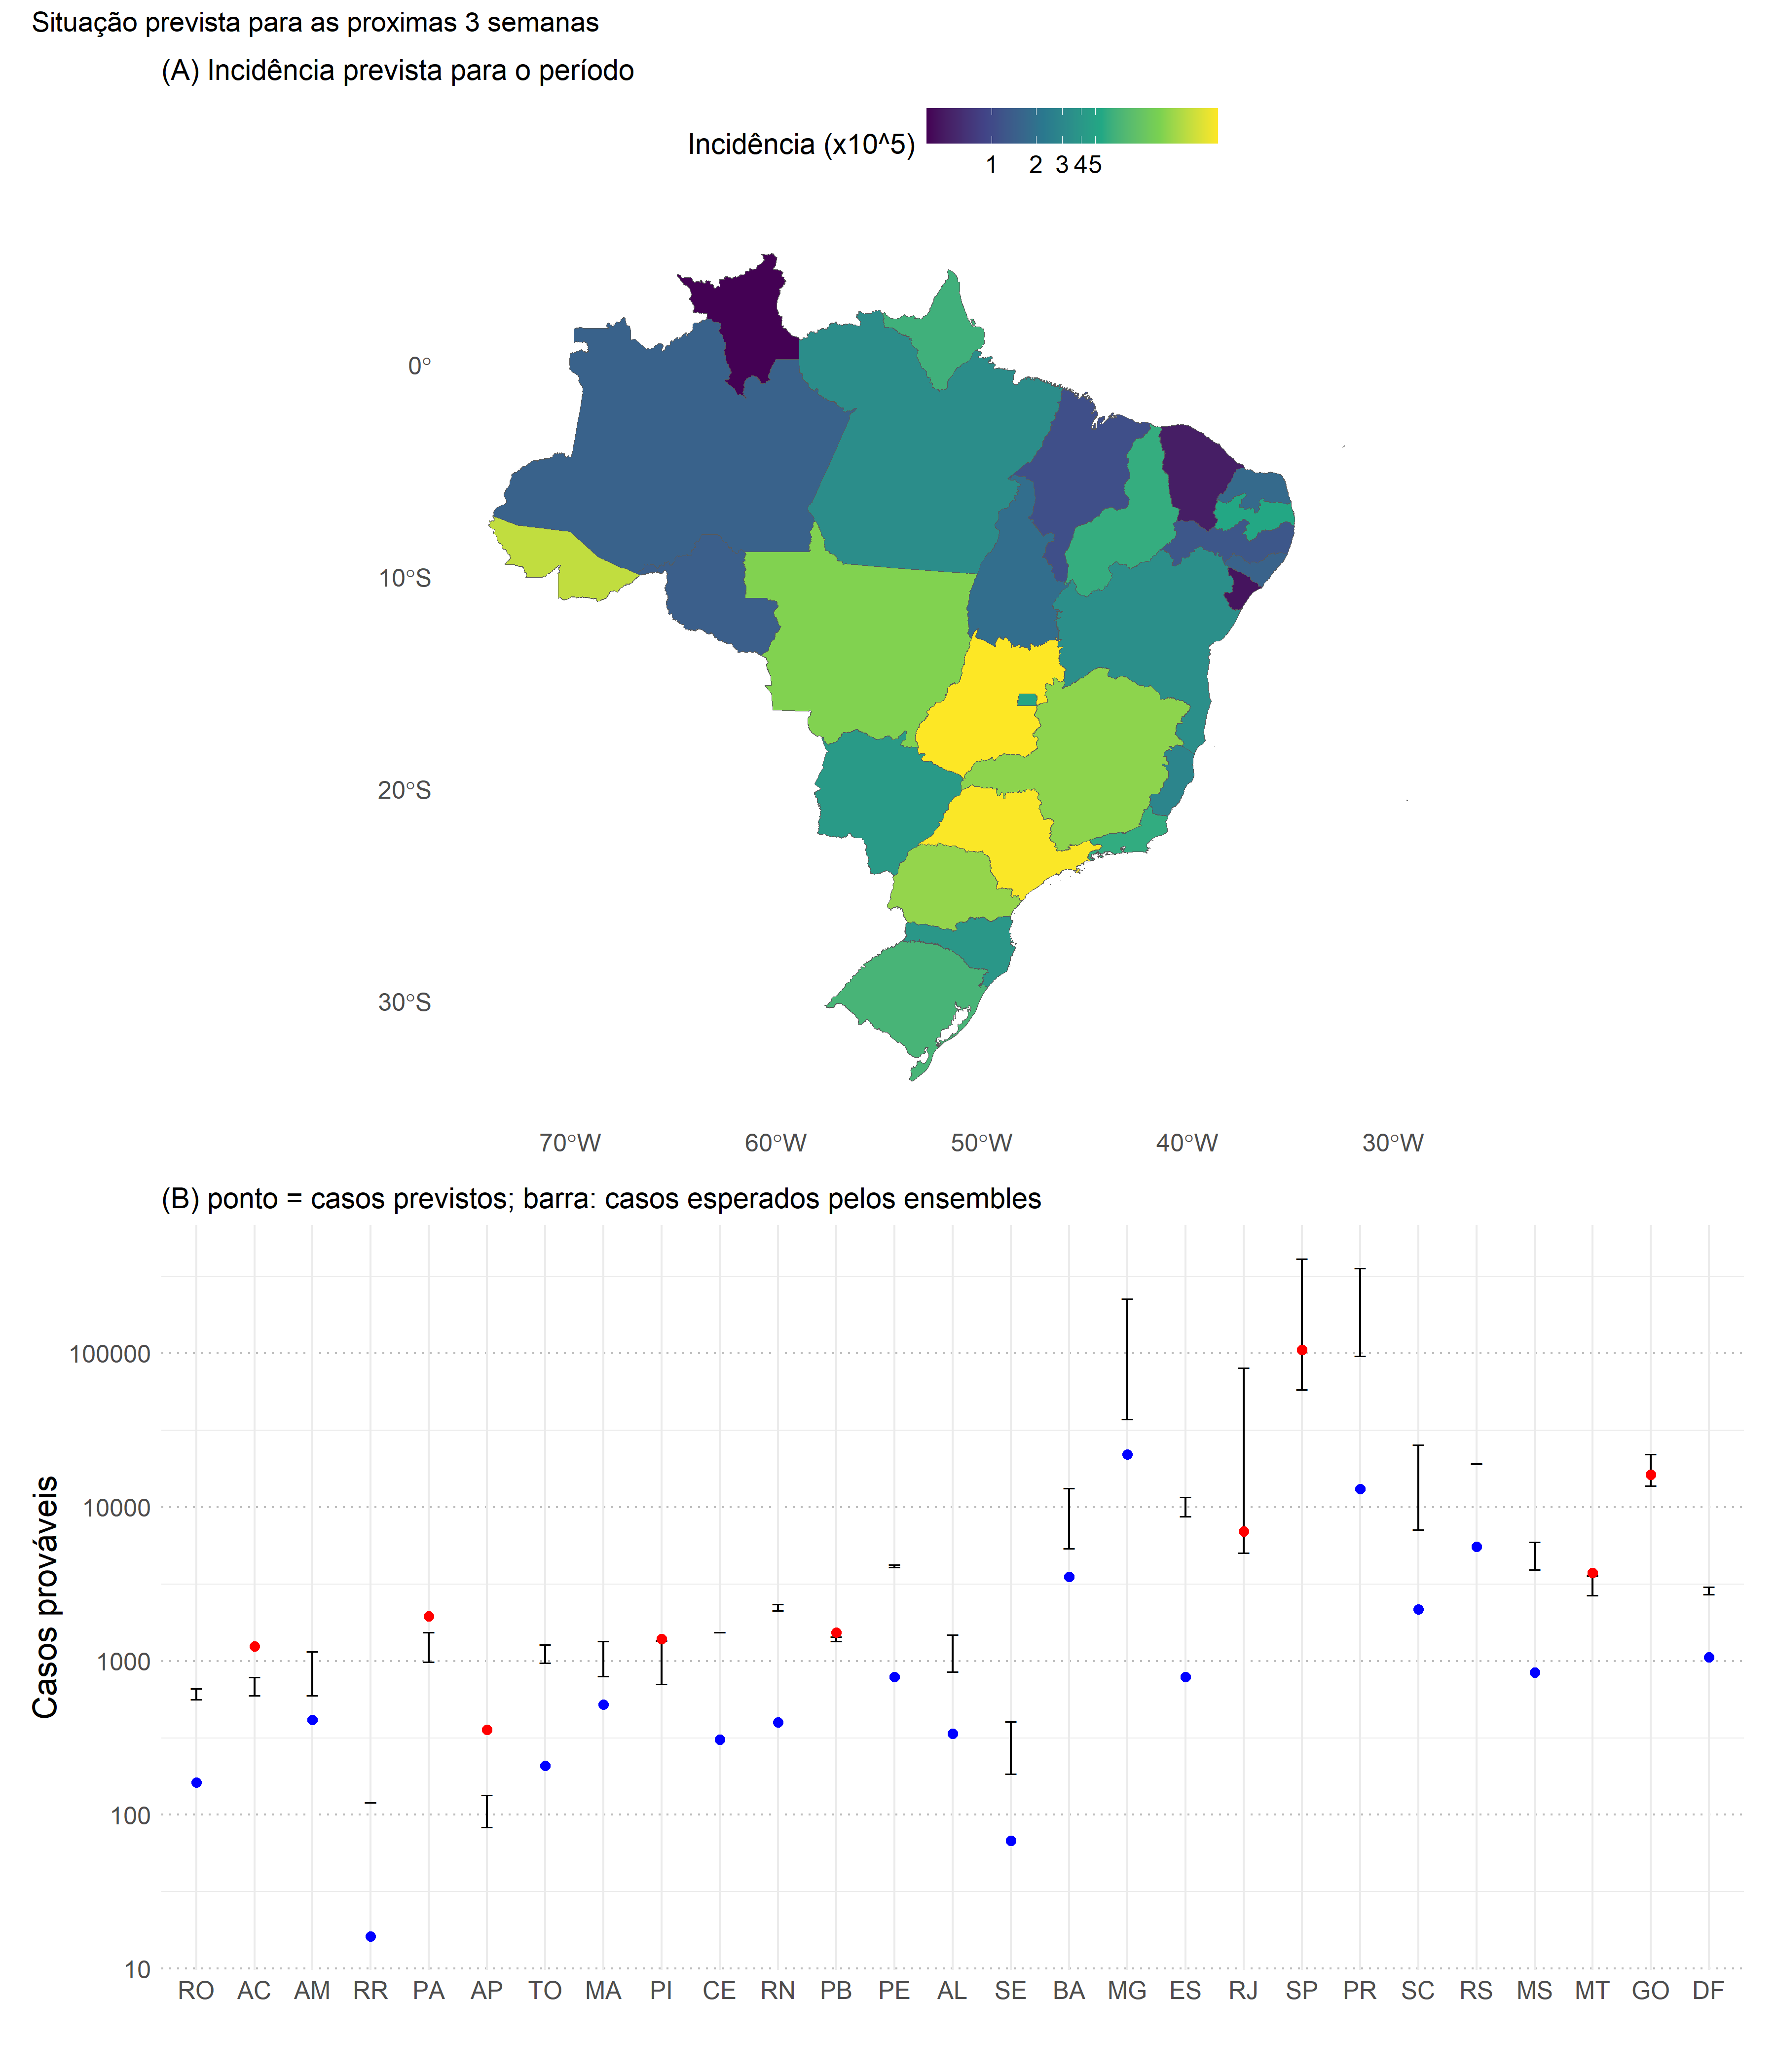 Situação prevista para as proximas 3 semanas
(A) Incidência prevista para o período
Incidência (x10^5)
1 2 3 4 5
0°
10°S
20°S
30°S
70°W 60°W 50°W 40°W 30°W
(B) ponto = casos previstos; barra: casos esperados pelos ensembles
Casos prováveis
100000
10000
1000
100
10
RO AC AM RR PA AP TO MA PI CE RN PB PE AL SE BA MG ES RJ SP PR SC RS MS MT GO DF